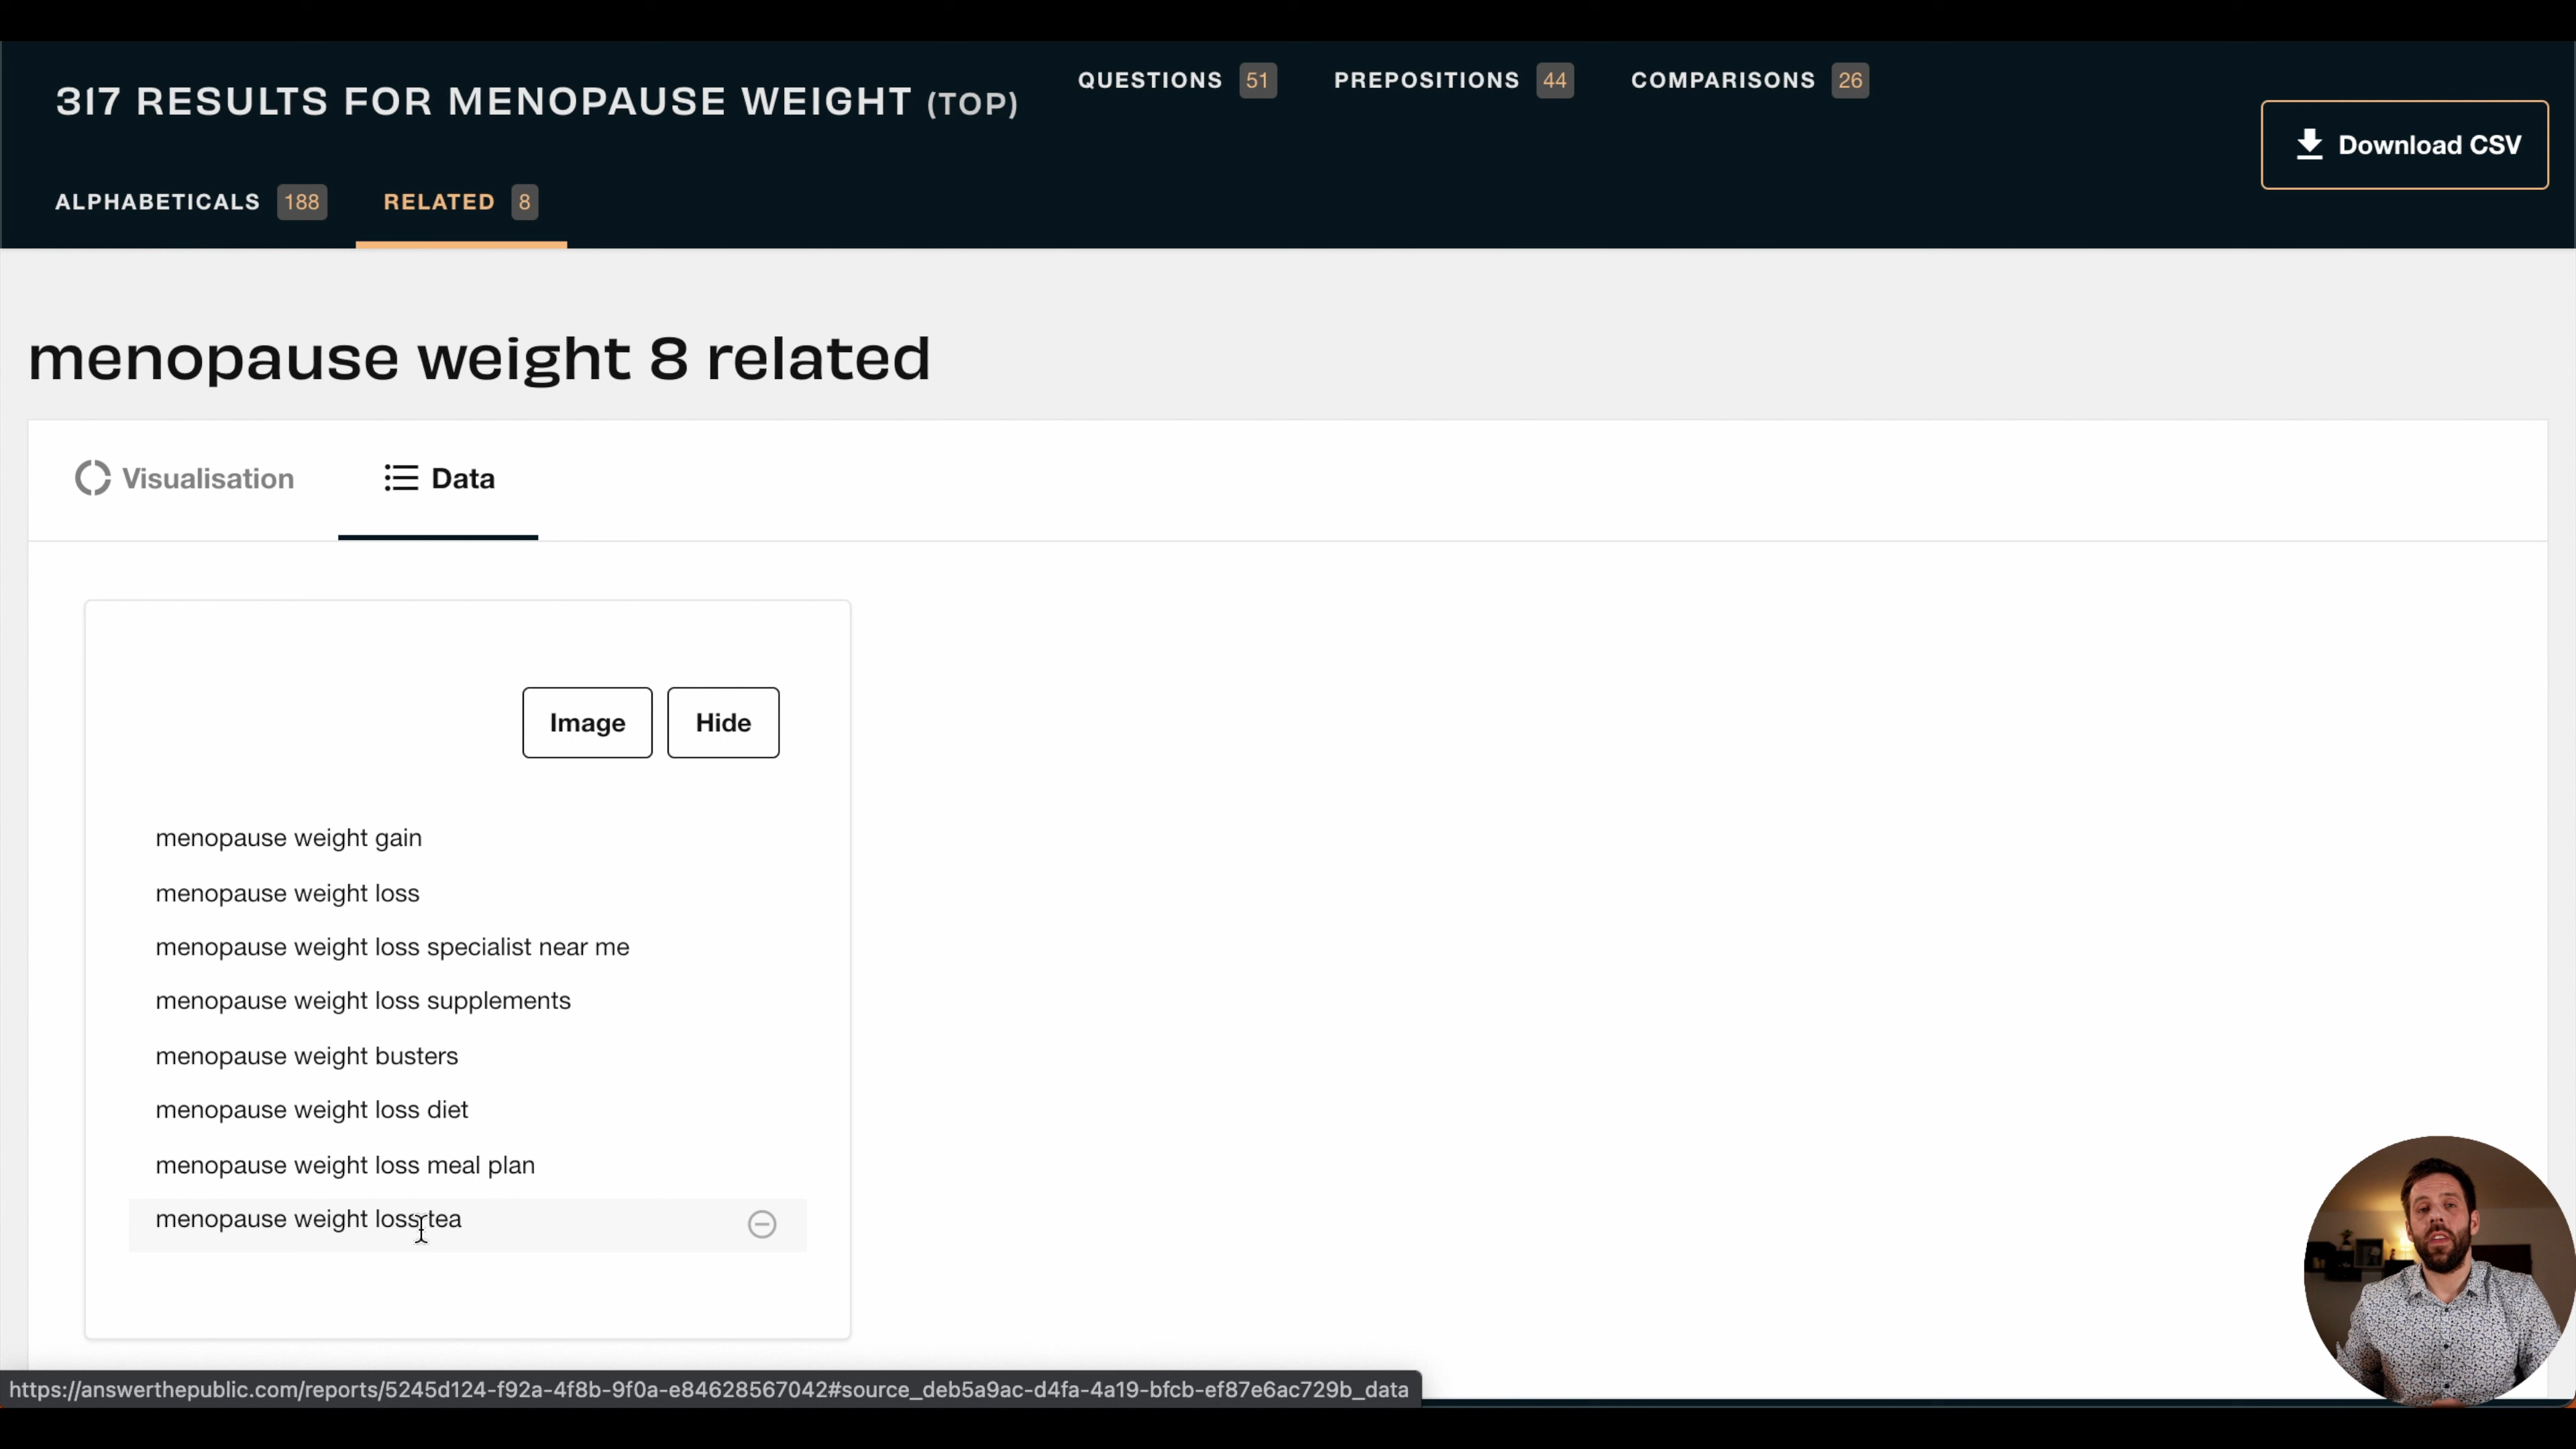 317 RESULTS FOR MENOPAUSE WEIGHT (TOP)
QUESTIONS 51
PREPOSITIONS 44
COMPARISONS 26
Download CSV
ALPHABETICALS 188
RELATED 8
menopause weight 8 related
Visualisation
Data
Image
Hide
menopause weight gain
menopause weight loss
menopause weight loss specialist near me
menopause weight loss supplements
menopause weight busters
menopause weight loss diet
menopause weight loss meal plan
menopause weight loss tea
https://answerthepublic.com/reports/5245d124-f92a-4f8b-9f0a-e84628567042#source_deb5a9ac-d4fa-4a19-bfcb-ef87e6ac729b_data